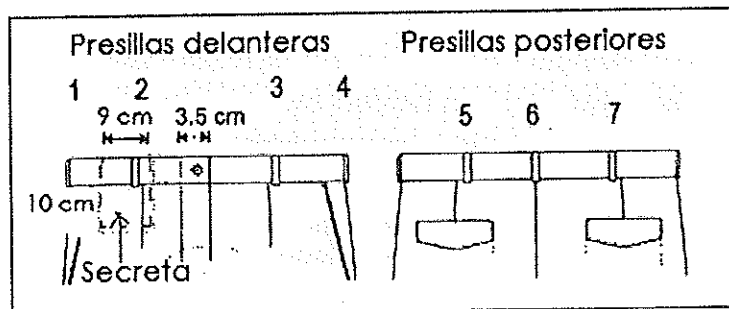 Presillas delanteras
Presillas posteriores
1 2 3 4
9 cm 3.5 cm
5 6 7
10 cm
Secreta